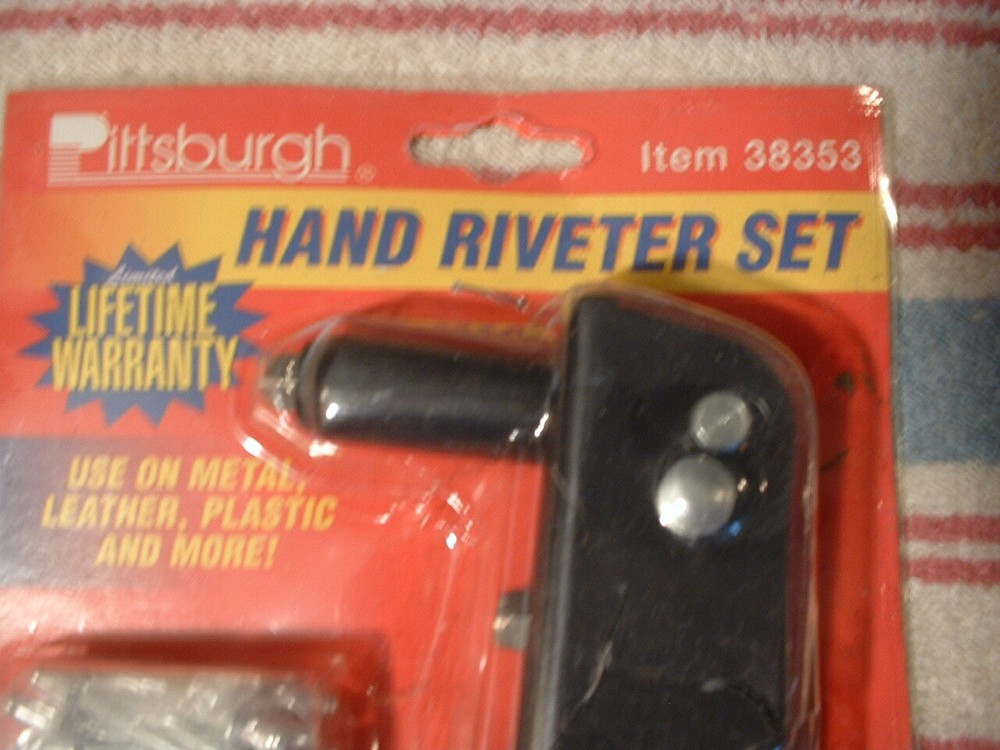 Pittsburgh®
Item 38353
HAND RIVETER SET
Limited
LIFETIME
WARRANTY
USE ON METAL,
LEATHER, PLASTIC
AND MORE!